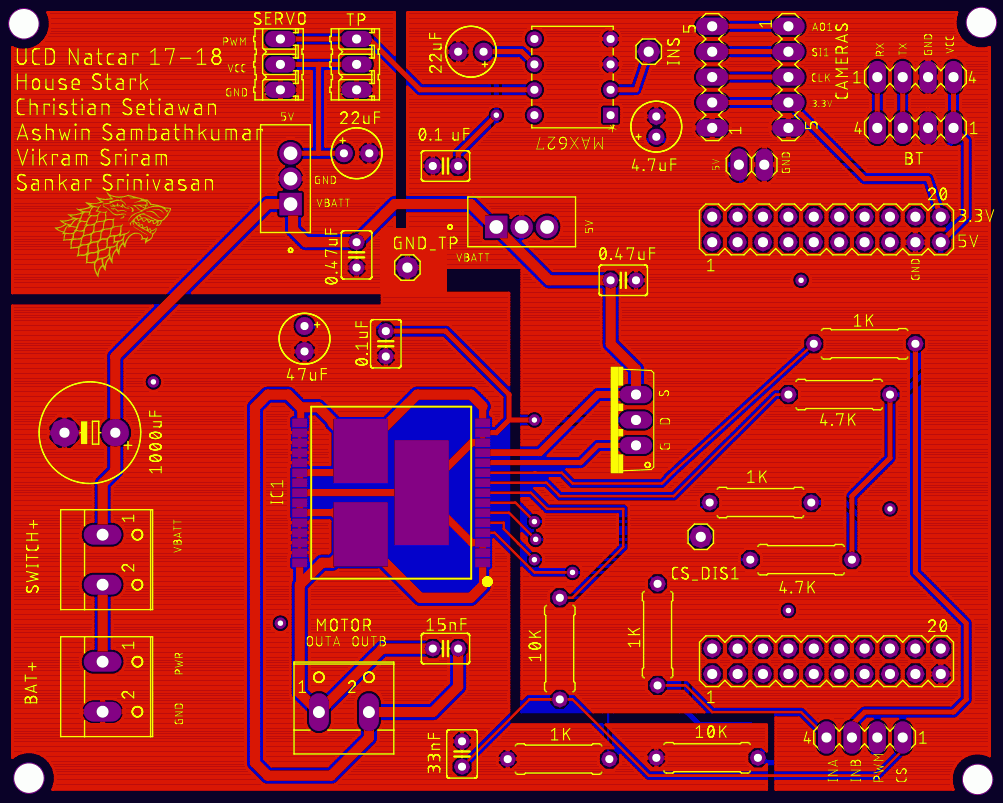 UCD Natcar 17-18
House Stark
Christian Setiawan
Ashwin Sambathkumar
Vikram Sriram
Sankar Srinivasan
SERVO
TP
PWM
VCC
GND
5V
22uF
+
GND
VBATT
0.47uF
GND_TP
22uF
+
0.1 uF
MAX627
INS
4.7uF
+
5
1
1
5
AO1
SI1
CLK
3.3V
CAMERAS
5V
GND
RX
TX
GND
VCC
1
4
4
1
BT
20
3.3V
5V
1
GND
VBATT
5V
0.47uF
47uF
+
0.1uF
1000uF
+
IC1
S
D
G
1K
4.7K
1K
4.7K
CS_DIS1
10K
1K
20
1
SWITCH+
1
2
VBATT
BAT+
1
2
PWR
GND
MOTOR
OUTA OUTB
1
2
15nF
33nF
1K
10K
4
1
INA
INB
PWM
CS